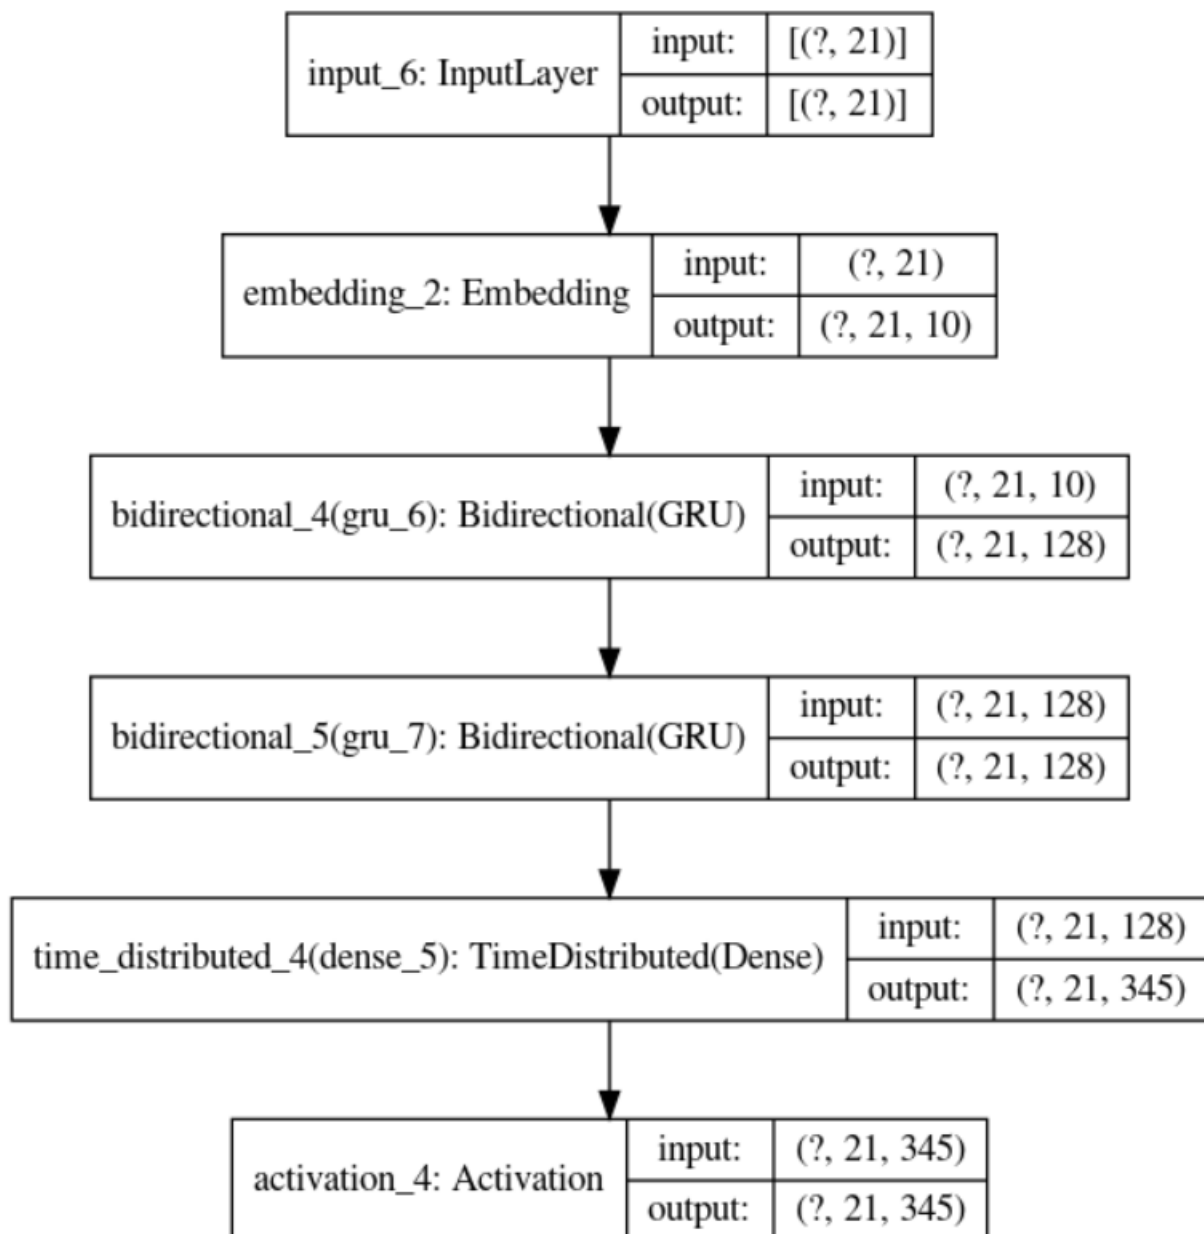 input_6: InputLayer
input: [(?, 21)]
output: [(?, 21)]
embedding_2: Embedding
input: (?, 21)
output: (?, 21, 10)
bidirectional_4(gru_6): Bidirectional(GRU)
input: (?, 21, 10)
output: (?, 21, 128)
bidirectional_5(gru_7): Bidirectional(GRU)
input: (?, 21, 128)
output: (?, 21, 128)
time_distributed_4(dense_5): TimeDistributed(Dense)
input: (?, 21, 128)
output: (?, 21, 345)
activation_4: Activation
input: (?, 21, 345)
output: (?, 21, 345)